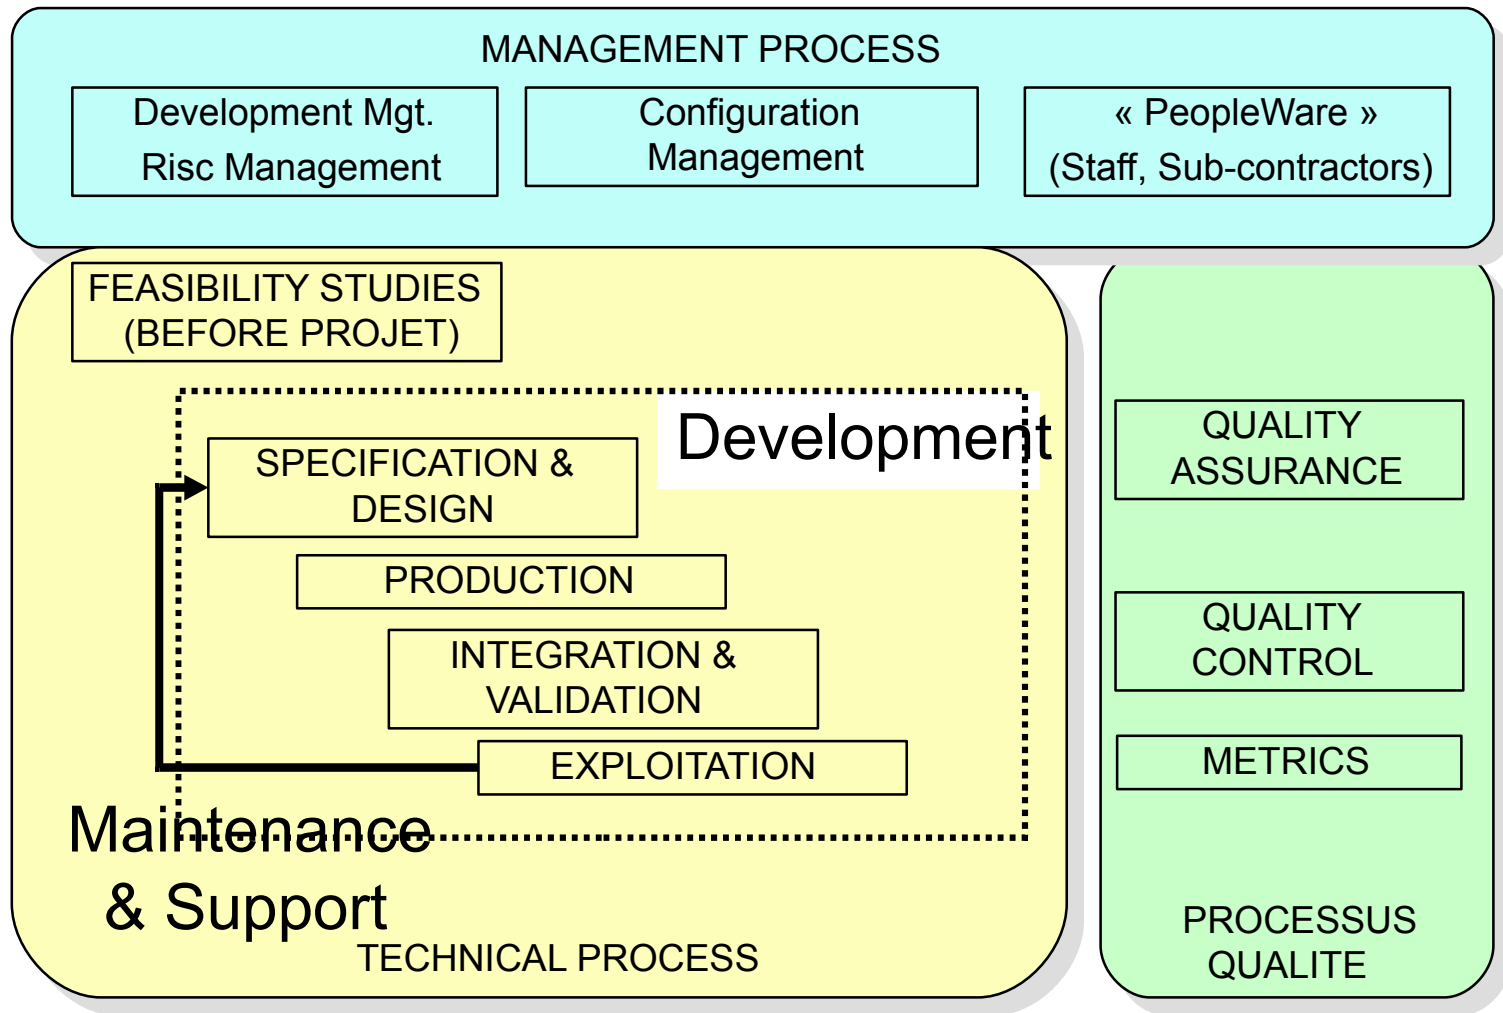 MANAGEMENT PROCESS
Development Mgt.
Risc Management
Configuration
Management
« PeopleWare »
(Staff, Sub-contractors)
FEASIBILITY STUDIES
(BEFORE PROJET)
Development
SPECIFICATION &
DESIGN
PRODUCTION
INTEGRATION &
VALIDATION
EXPLOITATION
Maintenance
& Support
TECHNICAL PROCESS
QUALITY
ASSURANCE
QUALITY
CONTROL
METRICS
PROCESSUS
QUALITE